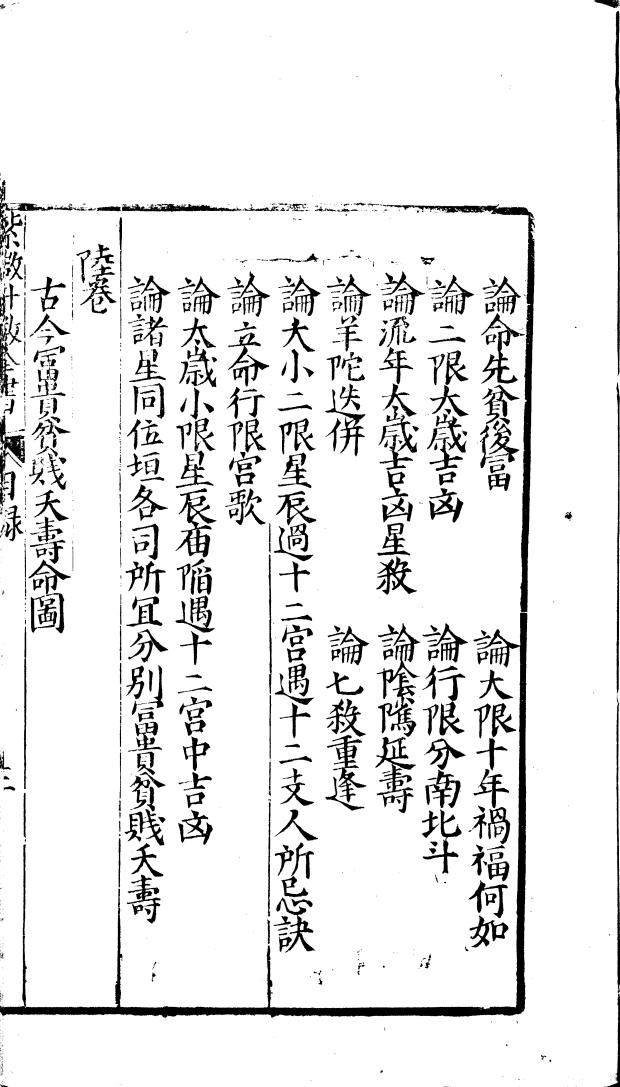 論命先貧後富　論大限十年禍福何如
論二限太歲吉凶　論行限分南北斗
論流年太歲吉凶星殺　論陰隲延壽
論羊陀迭併　論七殺重逢
論大小二限星辰過十二宮遇十二支人所忌訣
論立命行限宮歌
論太歲小限星辰庙陷遇十二宮中吉凶
論諸星同位垣各司所冝分別冨貴貧賤夭壽
陸卷
古今冨貴貧賤夭壽命圖
紫微斗數全書　目録